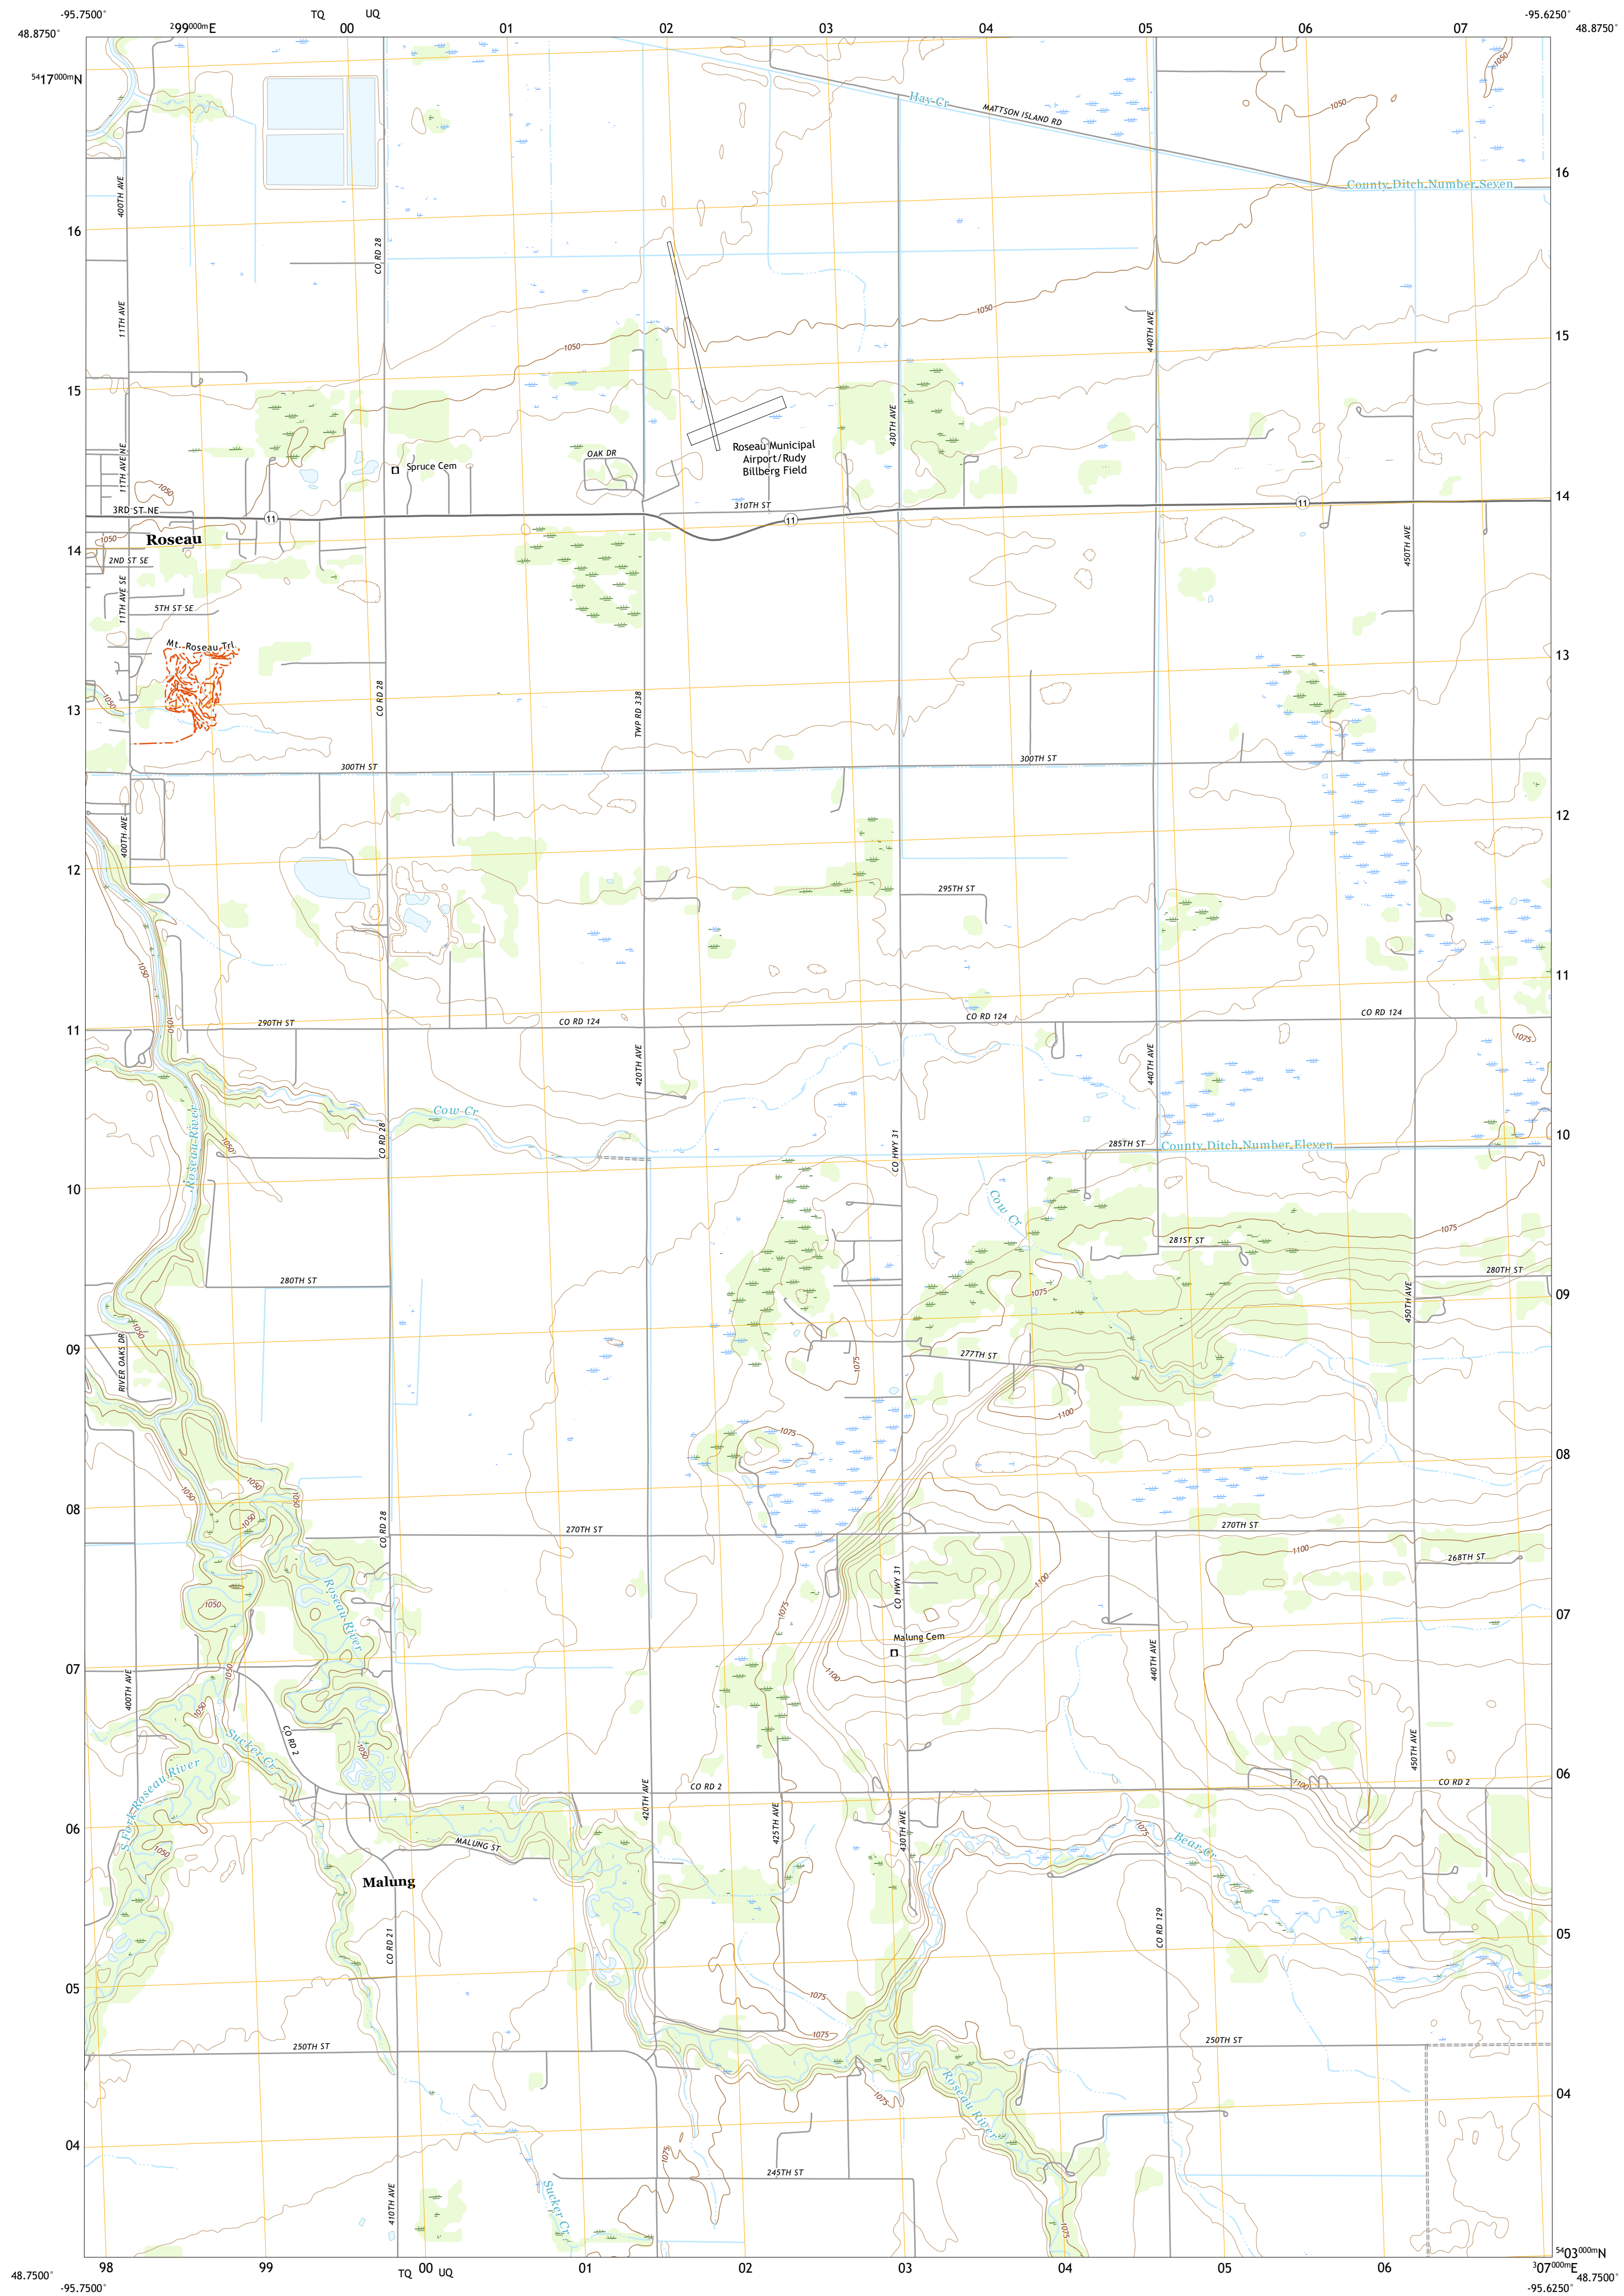 -95.7500°
TQ
UQ
-95.6250°
48.8750°
2 99 000m E
00
01
02
03
04
05
06
07
48.8750°
54 17 000m N
Hay Cr
MATTSON ISLAND RD
1050
1050
400TH AVE
16
County Ditch Number Seven
16
CO RD 28
11TH AVE
1050
440TH AVE
15
1050
15
430TH AVE
Roseau Municipal
Airport/Rudy
Billberg Field
OAK DR
11TH AVE NE
Spruce Cem
1050
14
3RD ST NE
310TH ST
11
11
11
1050
Roseau
14
2ND ST SE
450TH AVE
11TH AVE SE
5TH ST SE
Mt. Roseau Trl
13
1050
CO RD 28
TWP RD 338
13
300TH ST
300TH ST
400TH AVE
12
12
295TH ST
1050
11
1050
290TH ST
CO RD 124
CO RD 124
CO RD 124
11
1075
420TH AVE
440TH AVE
Cow Cr
Roseau River
1050
CO RD 28
CO HWY 31
285TH ST
County Ditch Number Eleven
10
10
Cow Cr
1075
281ST ST
280TH ST
280TH ST
1075
450TH AVE
09
1050
RIVER OAKS DR
09
277TH ST
1075
1100
1075
08
1050
1050
1050
1050
08
CO RD 28
270TH ST
270TH ST
1100
268TH ST
CO HWY 31
1100
Roseau River
1050
1075
07
Malung Cem
07
1050
1100
400TH AVE
440TH AVE
1050
CO RD 2
Sucker Cr
1050
450TH AVE
S Fork Roseau River
06
CO RD 2
1100
CO RD 2
420TH AVE
425TH AVE
430TH AVE
06
1075
Bear Cr
MALUNG ST
1050
Malung
CO RD 21
CO RD 129
05
05
1075
1075
250TH ST
250TH ST
Roseau River
1075
04
04
1075
245TH ST
410TH AVE
Sucker Cr
1075
54 03 000m N
98
99
00
01
02
03
04
05
06
3 07 000m E
48.7500°
TQ
UQ
48.7500°
-95.7500°
-95.6250°